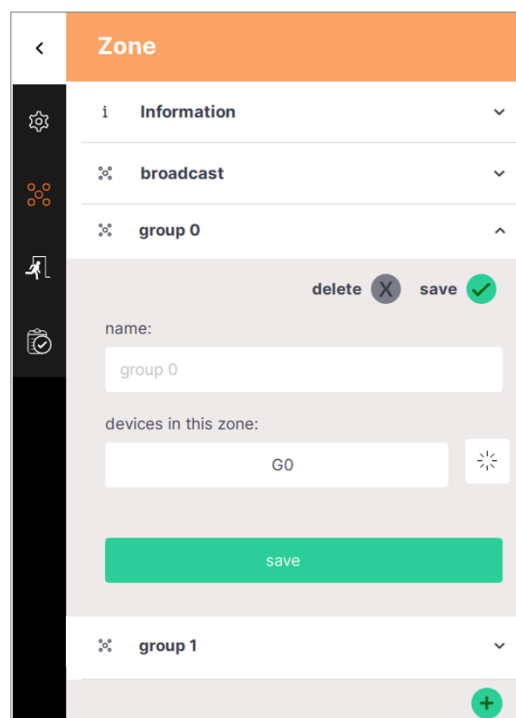 Zone
i Information
broadcast
group 0
delete X save
name:
group 0
devices in this zone:
G0
save
group 1